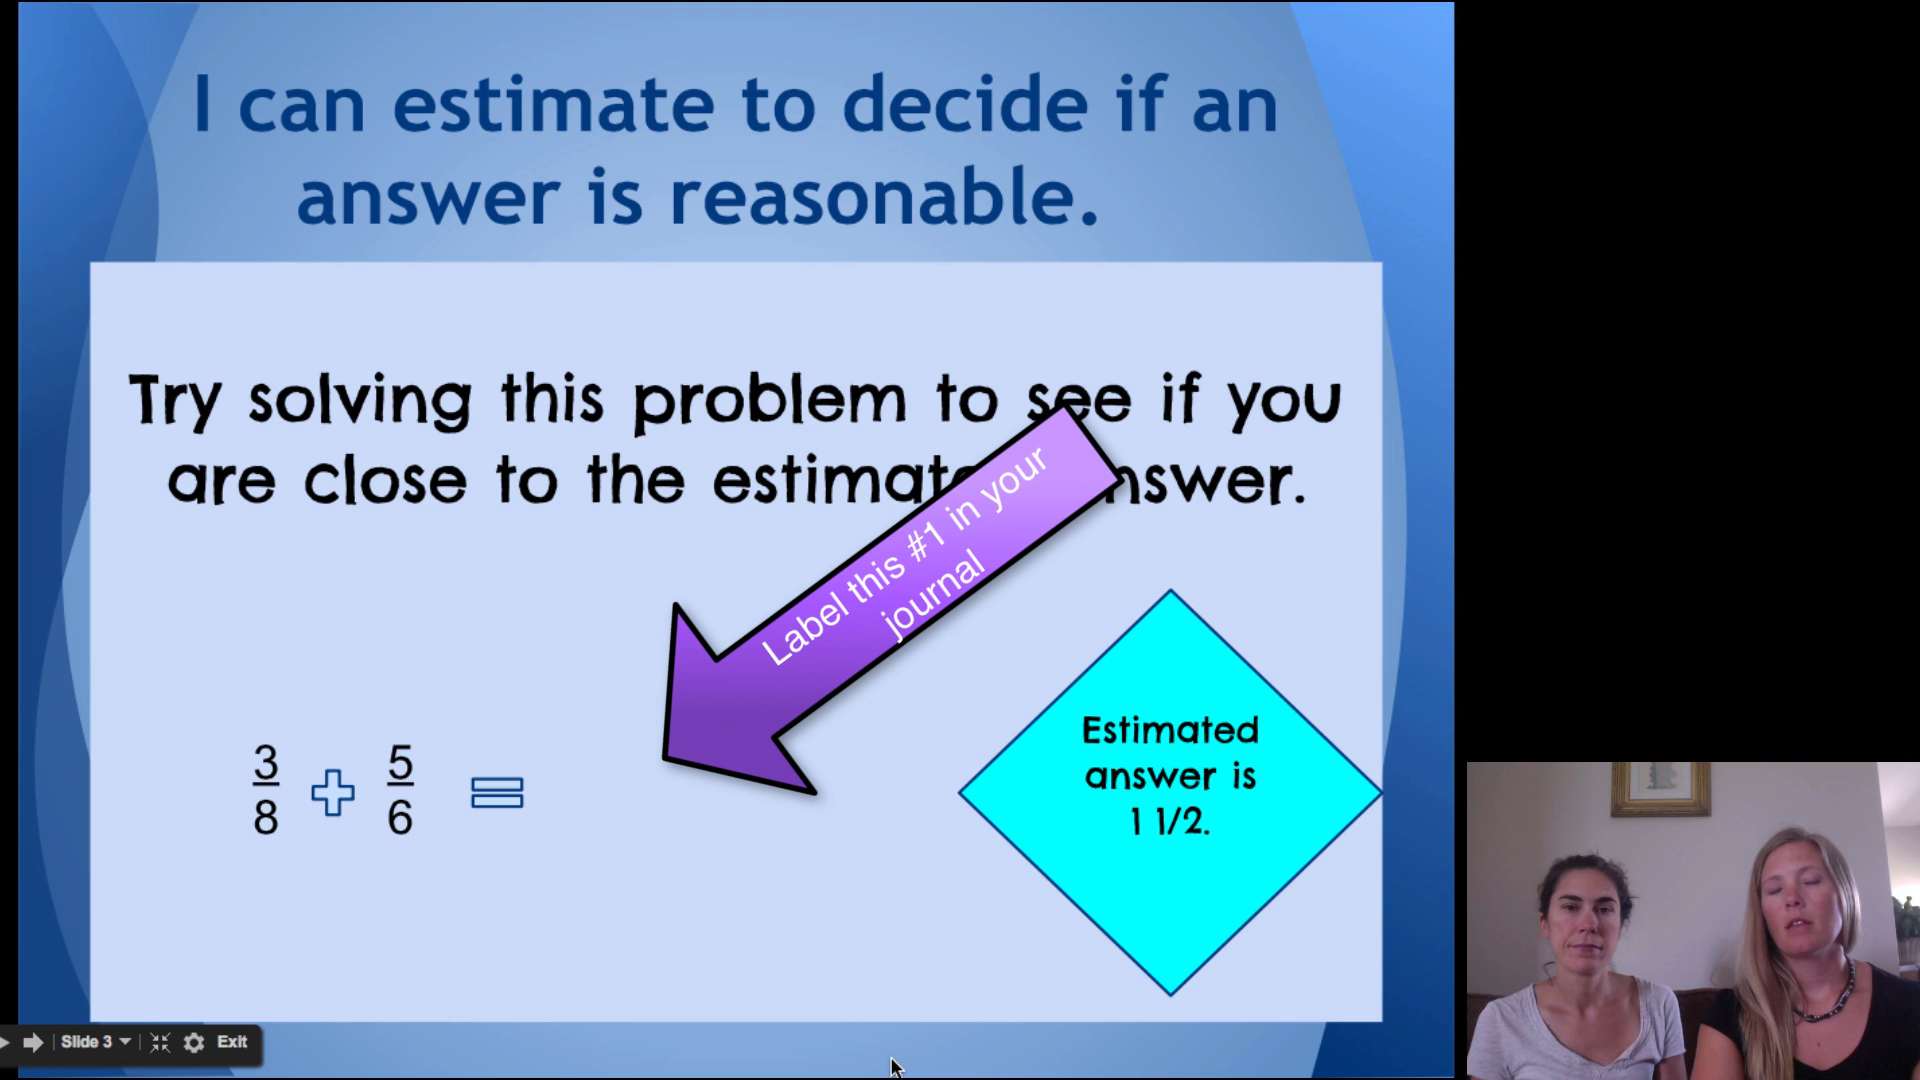 I can estimate to decide if an
answer is reasonable.
Try solving this problem to see if you
are close to the estimat nswer.
Label this #1 in your
journal
3 5
8 6
Estimated
answer is
1 1/2.
Slide 3 Exit